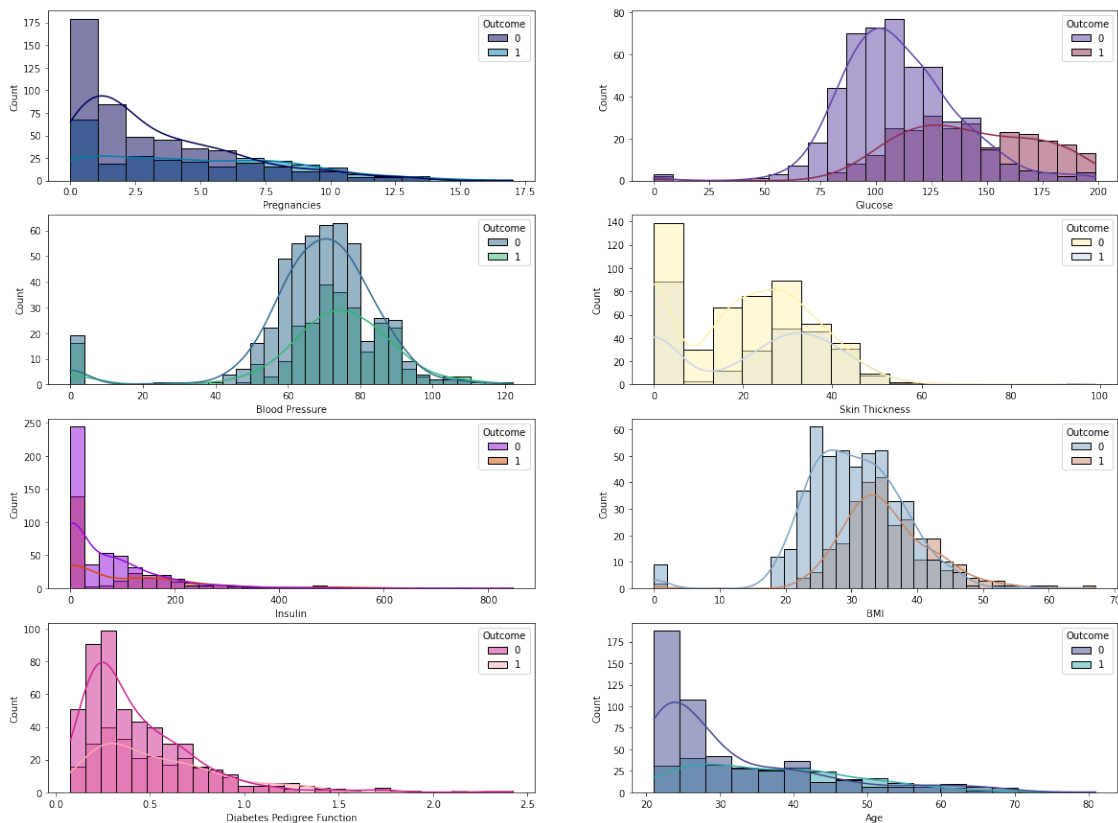 Outcome
0
1
Count
175
150
125
100
75
50
25
0
0.0 2.5 5.0 7.5 10.0 12.5 15.0 17.5
Pregnancies
Outcome
0
1
Count
80
60
40
20
0
0 25 50 75 100 125 150 175 200
Glucose
Outcome
0
1
Count
60
50
40
30
20
10
0
0 20 40 60 80 100 120
Blood Pressure
Outcome
0
1
Count
140
120
100
80
60
40
20
0
0 20 40 60 80 100
Skin Thickness
Outcome
0
1
Count
250
200
150
100
50
0
0 200 400 600 800
Insulin
Outcome
0
1
Count
60
50
40
30
20
10
0
0 10 20 30 40 50 60 70
BMI
Outcome
0
1
Count
100
80
60
40
20
0
0.0 0.5 1.0 1.5 2.0 2.5
Diabetes Pedigree Function
Outcome
0
1
Count
175
150
125
100
75
50
25
0
20 30 40 50 60 70 80
Age